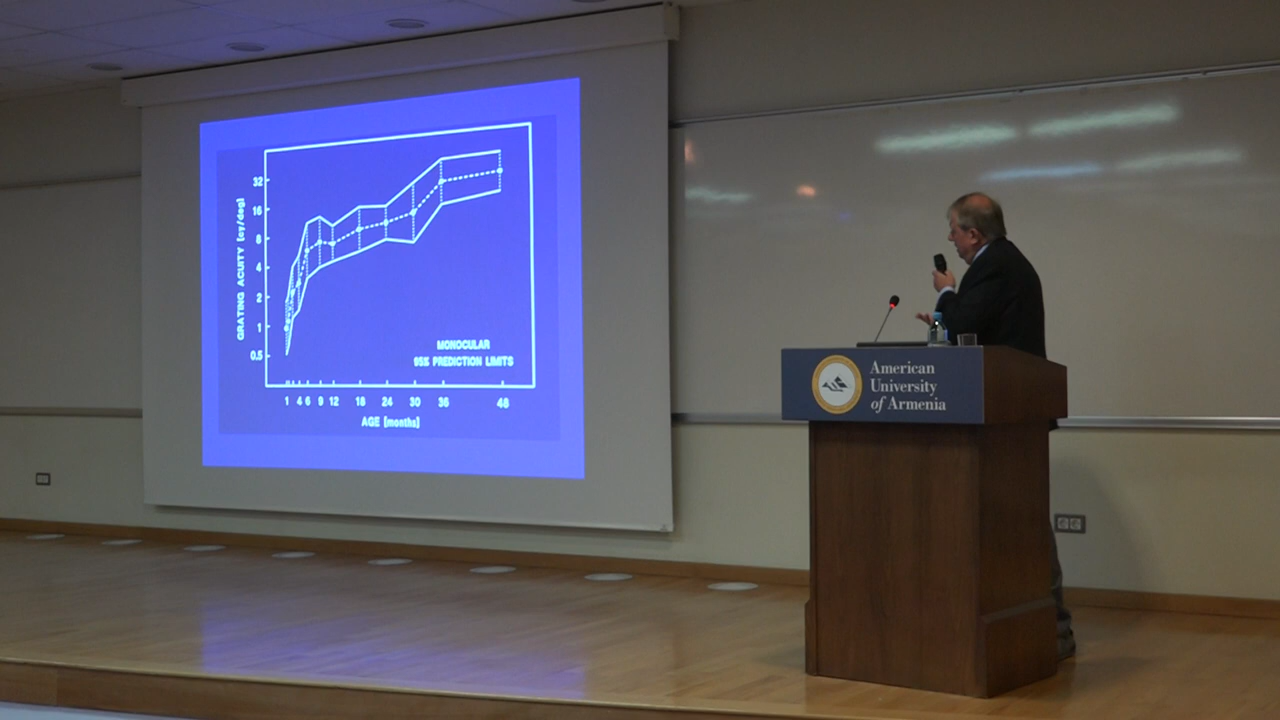 32
16
8
4
2
1
0.5
GRATING ACUITY [cy/deg]
MONOCULAR
95% PREDICTION LIMITS
1 4 6 9 12 18 24 30 36 48
AGE [months]
American
University
of Armenia